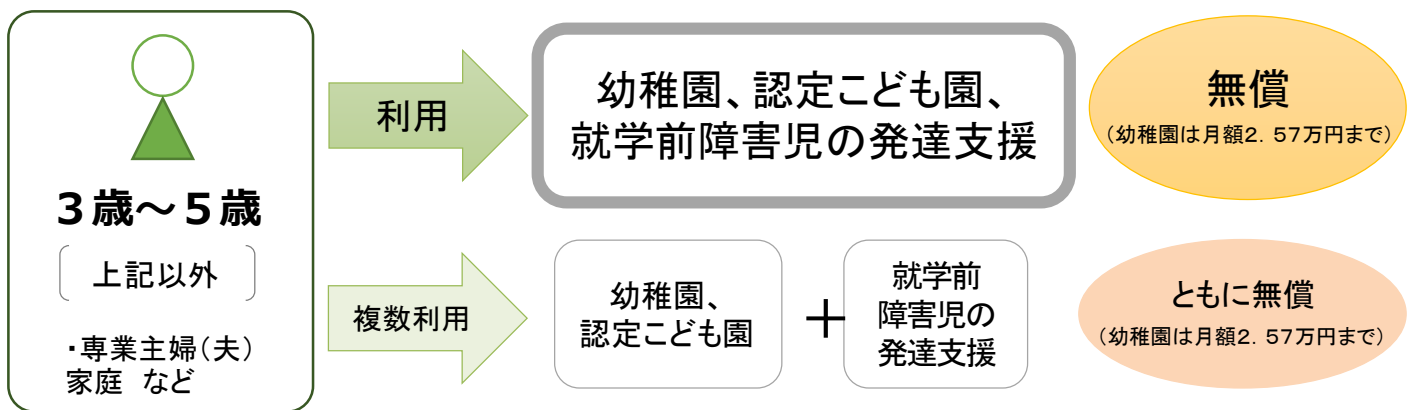 3歳～5歳
上記以外
・専業主婦(夫)
家庭 など
利用
幼稚園、認定こども園、
就学前障害児の発達支援
無償
(幼稚園は月額2．57万円まで)
複数利用
幼稚園、
認定こども園
＋
就学前
障害児の
発達支援
ともに無償
(幼稚園は月額2．57万円まで)